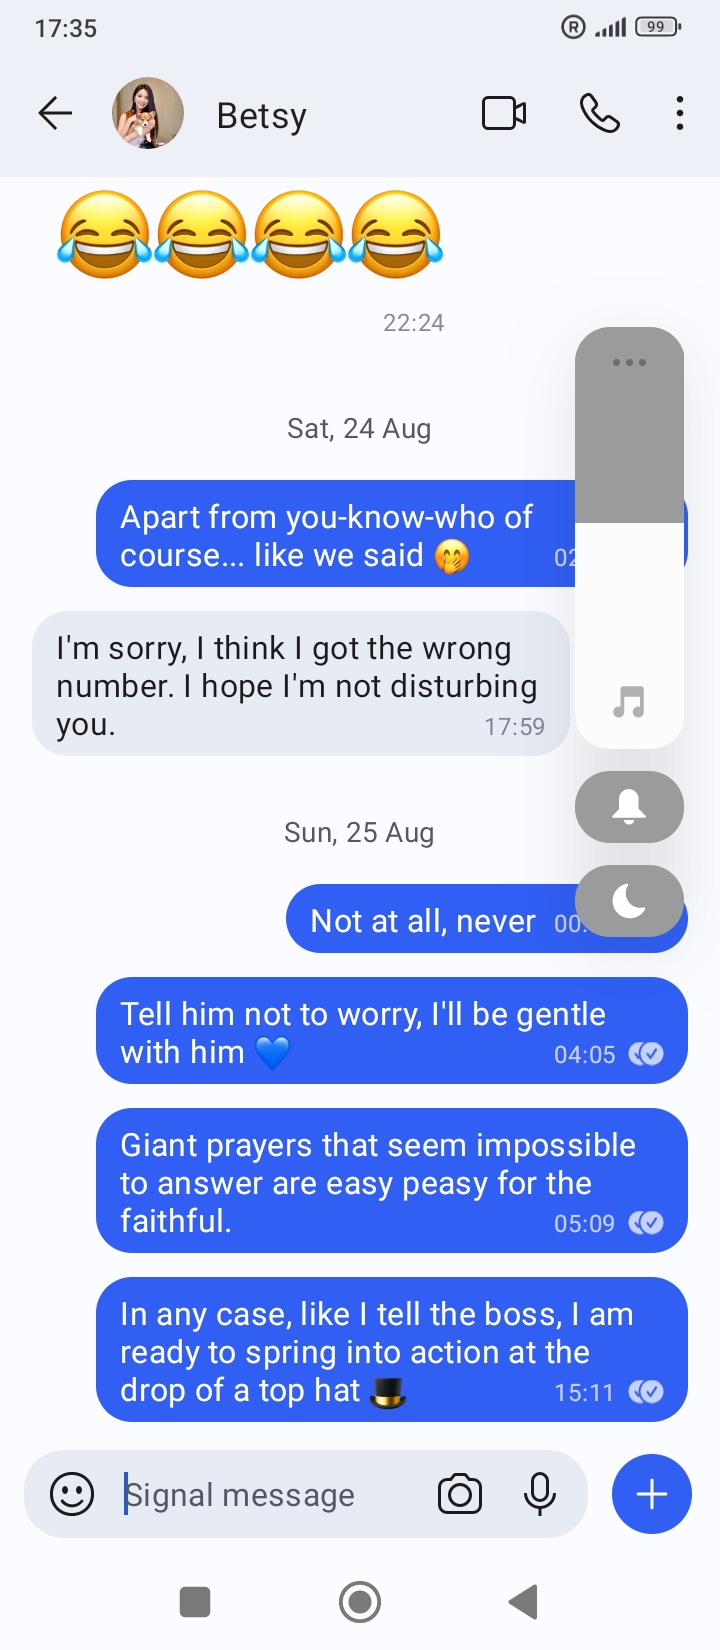 17:35
R
99
Betsy
22:24
Sat, 24 Aug
Apart from you-know-who of
course... like we said
I'm sorry, I think I got the wrong
number. I hope I'm not disturbing
you.
17:59
Sun, 25 Aug
Not at all, never
Tell him not to worry, I'll be gentle
with him
04:05
Giant prayers that seem impossible
to answer are easy peasy for the
faithful.
05:09
In any case, like I tell the boss, I am
ready to spring into action at the
drop of a top hat
15:11
Signal message